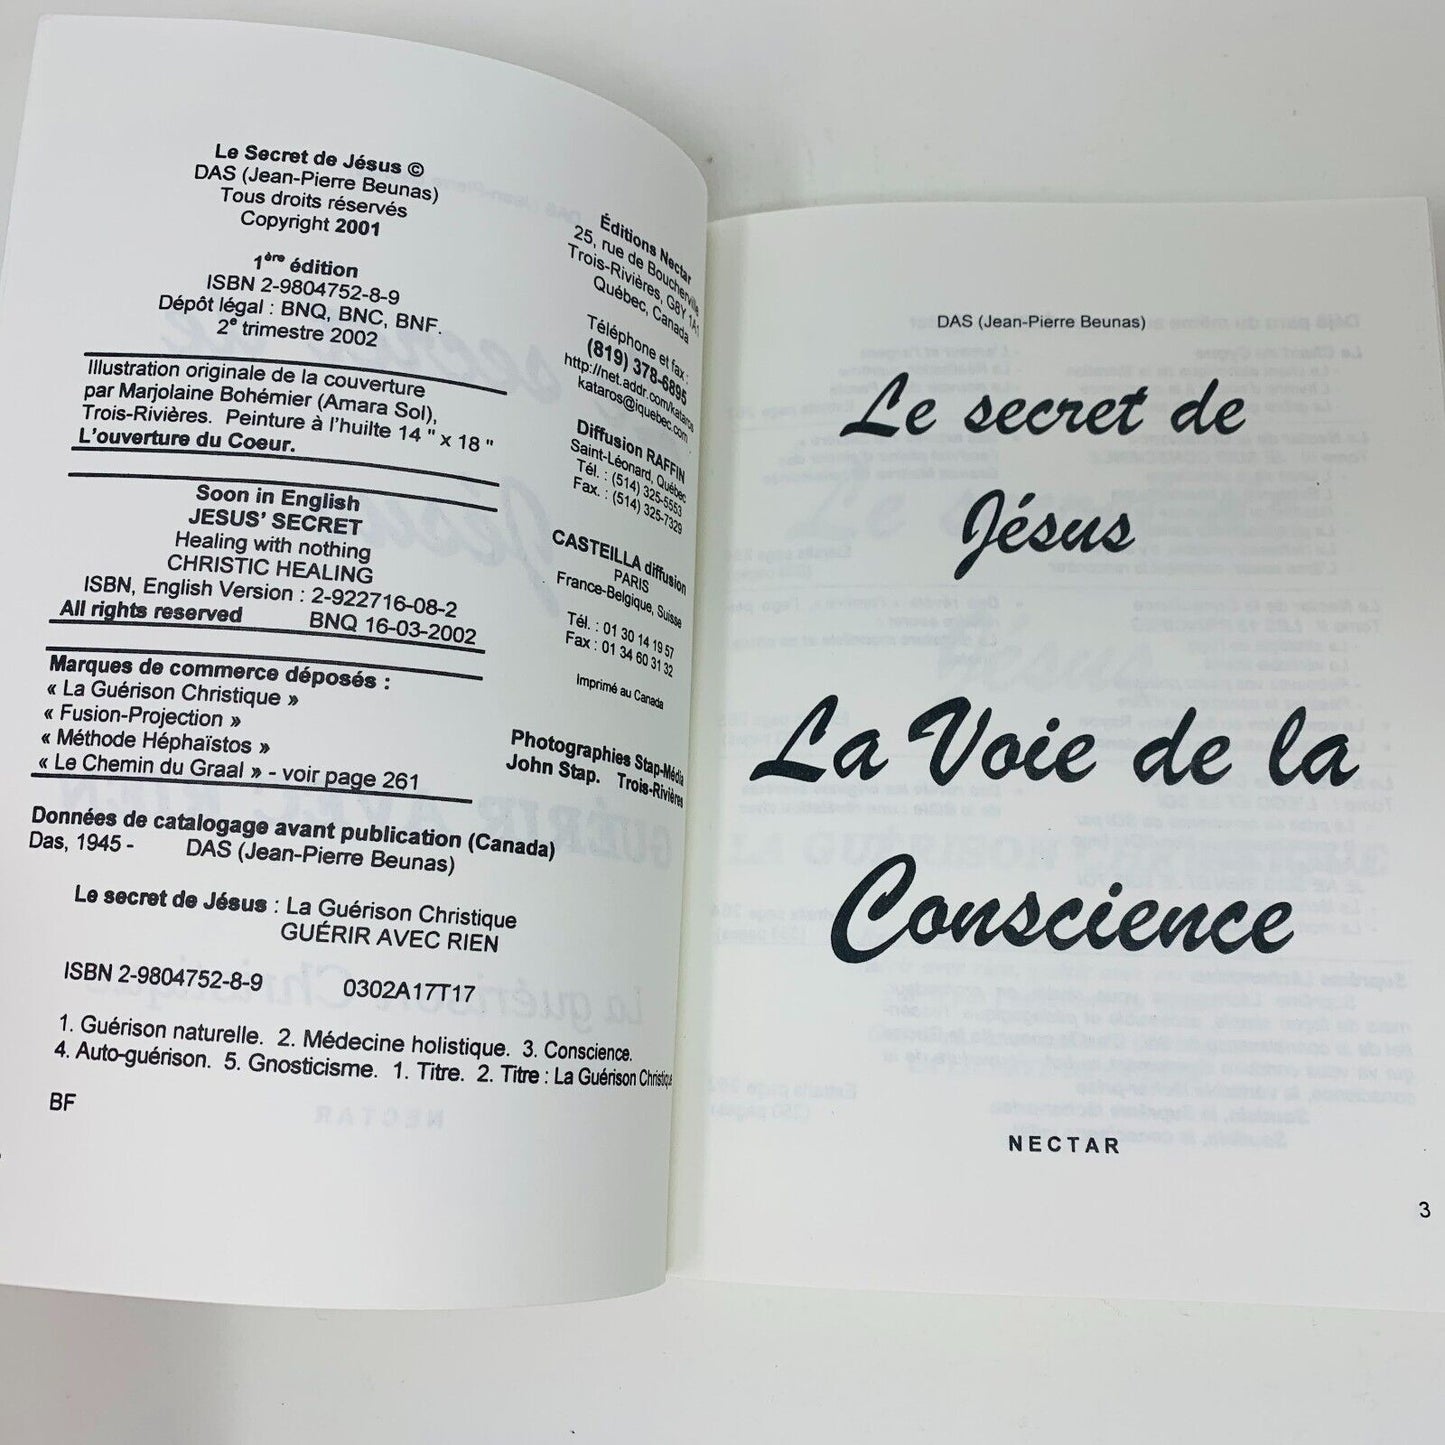 Le Secret de Jésus ©
DAS (Jean-Pierre Beunas)
Tous droits réservés
Copyright 2001
1ère édition
ISBN 2-9804752-8-9
Dépôt légal : BNQ, BNC, BNF.
2e trimestre 2002
Illustration originale de la couverture
par Marjolaine Bohémier (Amara Sol),
Trois-Rivières. Peinture à l'huilte 14 " x 18 "
L'ouverture du Coeur.
Soon in English
JESUS' SECRET
Healing with nothing
CHRISTIC HEALING
ISBN, English Version : 2-922716-08-2
All rights reserved BNQ 16-03-2002
Marques de commerce déposés :
« La Guérison Christique »
« Fusion-Projection »
« Méthode Héphaïstos »
« Le Chemin du Graal » - voir page 261
Éditions Nectar
25, rue de Boucherville
Trois-Rivières, G8Y 1A1
Québec, Canada
Téléphone et fax :
(819) 378-6895
http://net.addr.com/kataros
kataros@iquebec.com
Diffusion RAFFIN
Saint-Léonard, Québec
Tél. : (514) 325-5553
Fax. : (514) 325-7329
CASTEILLA diffusion
PARIS
France-Belgique, Suisse
Tél. : 01 30 14 19 57
Fax : 01 34 60 31 32
Imprimé au Canada
Photographies Stap-Média
John Stap. Trois-Rivières
Données de catalogage avant publication (Canada)
Das, 1945 - DAS (Jean-Pierre Beunas)
Le secret de Jésus : La Guérison Christique
GUÉRIR AVEC RIEN
ISBN 2-9804752-8-9 0302A17T17
1. Guérison naturelle. 2. Médecine holistique. 3. Conscience.
4. Auto-guérison. 5. Gnosticisme. 1. Titre. 2. Titre : La Guérison Christique
BF
DAS (Jean-Pierre Beunas)
Le secret de
Jésus
La Voie de la
Conscience
NECTAR
3